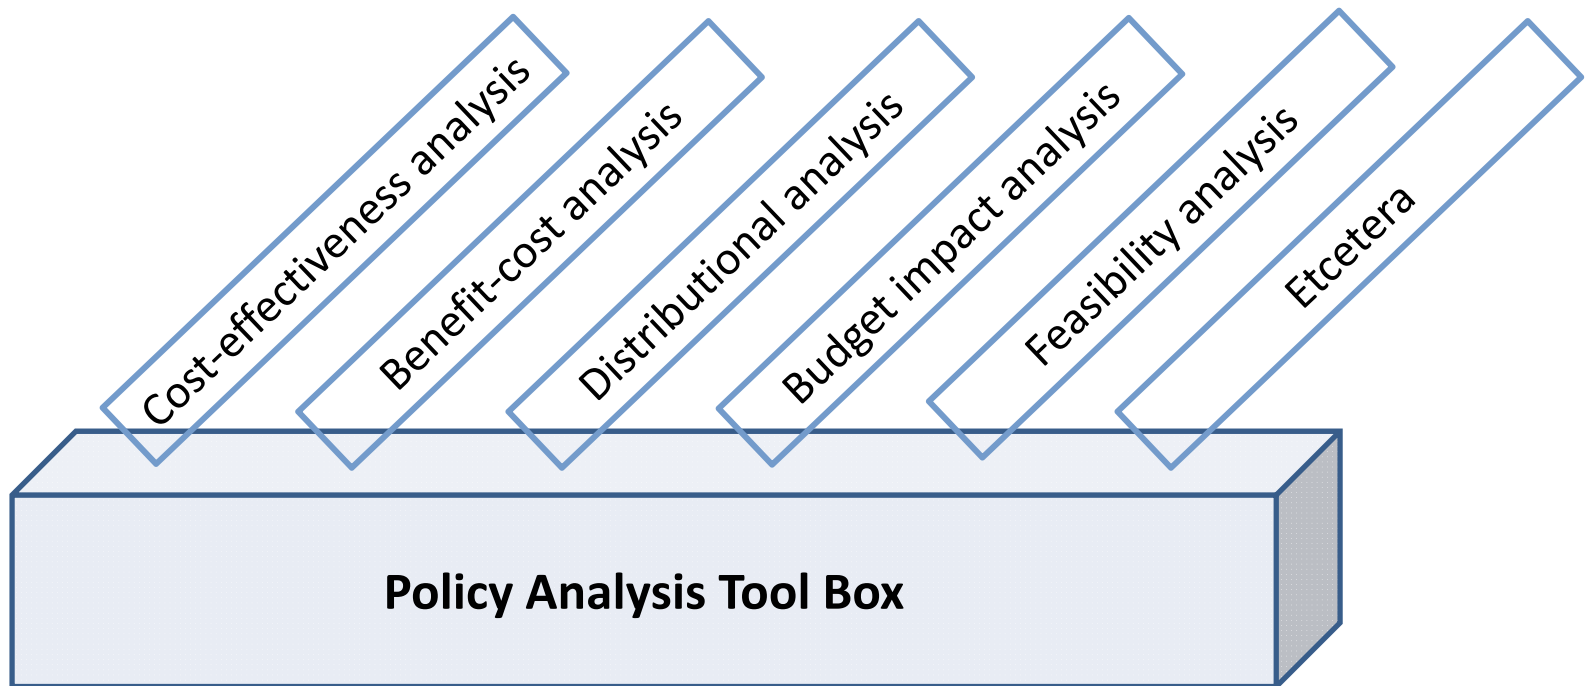 Cost-effectiveness analysis
Benefit-cost analysis
Distributional analysis
Budget impact analysis
Feasibility analysis
Etcetera
Policy Analysis Tool Box